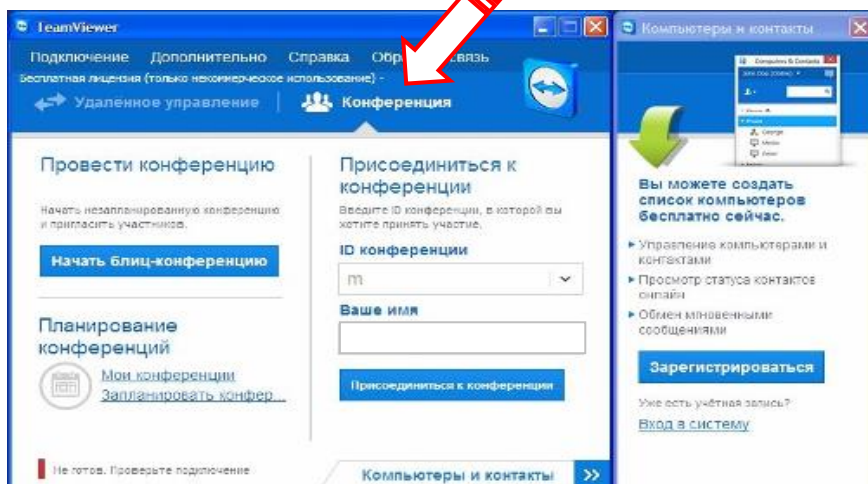 TeamViewer
Подключение Дополнительно Справка
Бесплатная лицензия (только некоммерческое использование) -
Удаленное управление
Конференция
Провести конференцию
Начать незапланированную конференцию
и пригласить участников.
Начать блиц-конференцию
Планирование
конференций
Мои конференции
Запланировать конфер...
Присоединиться к
конференции
Введите ID конференции, в которой вы
хотите принять участие.
ID конференции
m
Ваше имя
Присоединиться к конференции
Не готов. Проверьте подключение
Компьютеры и контакты
Компьютеры и контакты
Computers & Contacts
Вы можете создать
список компьютеров
бесплатно сейчас.
Управление компьютерами и
контактами
Просмотр статуса контактов
онлайн
Обмен мгновенными
сообщениями
Зарегистрироваться
Уже есть учётная запись?
Вход в систему